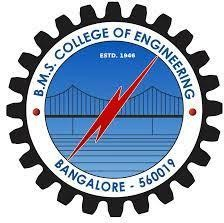 B.M.S. COLLEGE OF ENGINEERING
ESTD. 1946
BANGALORE - 560019